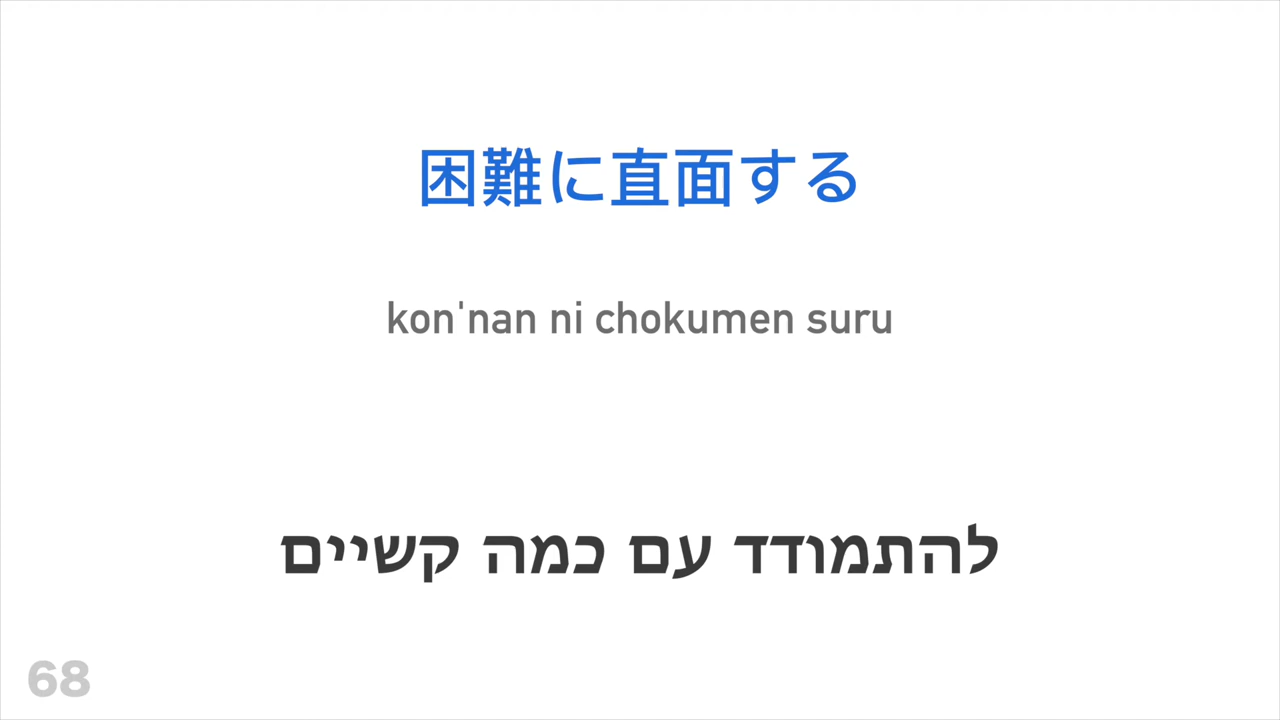 困難に直面する
kon'nan ni chokumen suru
להתמודד עם כמה קשיים
68